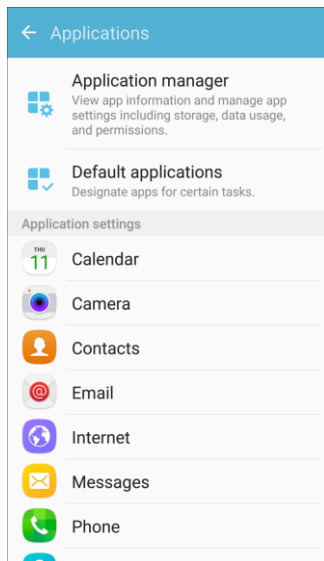 Applications
Application manager
View app information and manage app
settings including storage, data usage,
and permissions.
Default applications
Designate apps for certain tasks.
Application settings
THU
11
Calendar
Camera
Contacts
@
Email
Internet
Messages
Phone